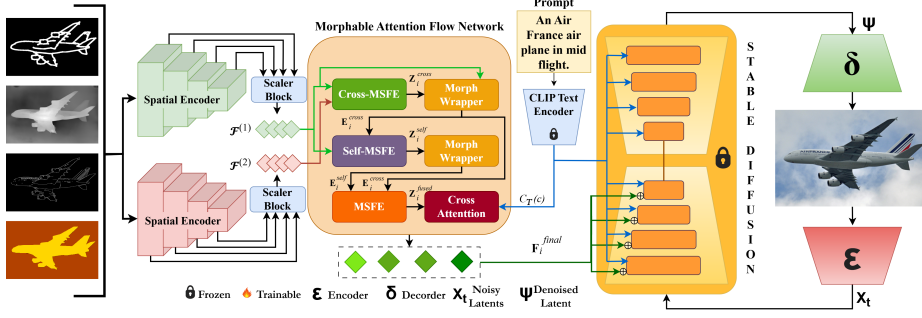 Prompt
An Air
France air
plane in mid
flight.
Morphable Attention Flow Network
Spatial Encoder
Scaler
Block
F(1)
F(2)
Spatial Encoder
Scaler
Block
Cross-MSFE
Z_i^cross
Morph
Wrapper
E_i^cross
Self-MSFE
Z_i^self
Morph
Wrapper
E_i^self
E_i^cross
MSFE
Z_i^fused
Cross
Attenttion
CLIP Text
Encoder
C_T(c)
F_i^final
STABLE DIFFUSION
Ψ
δ
AIRFRANCE
ε
X_t
Frozen
Trainable
ε Encoder
δ Decorder
X_t Noisy
Latents
Ψ Denoised
Latent